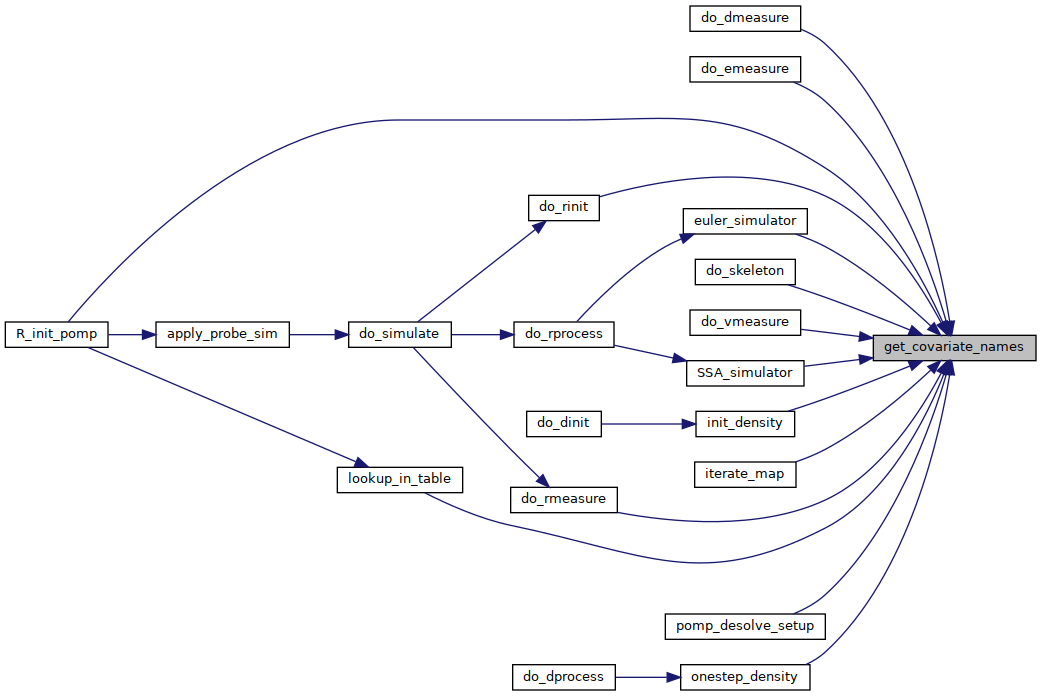 do_dmeasure
do_emeasure
do_rinit
euler_simulator
do_skeleton
do_vmeasure
R_init_pomp
apply_probe_sim
do_simulate
do_rprocess
get_covariate_names
SSA_simulator
do_dinit
init_density
iterate_map
lookup_in_table
do_rmeasure
pomp_desolve_setup
do_dprocess
onestep_density